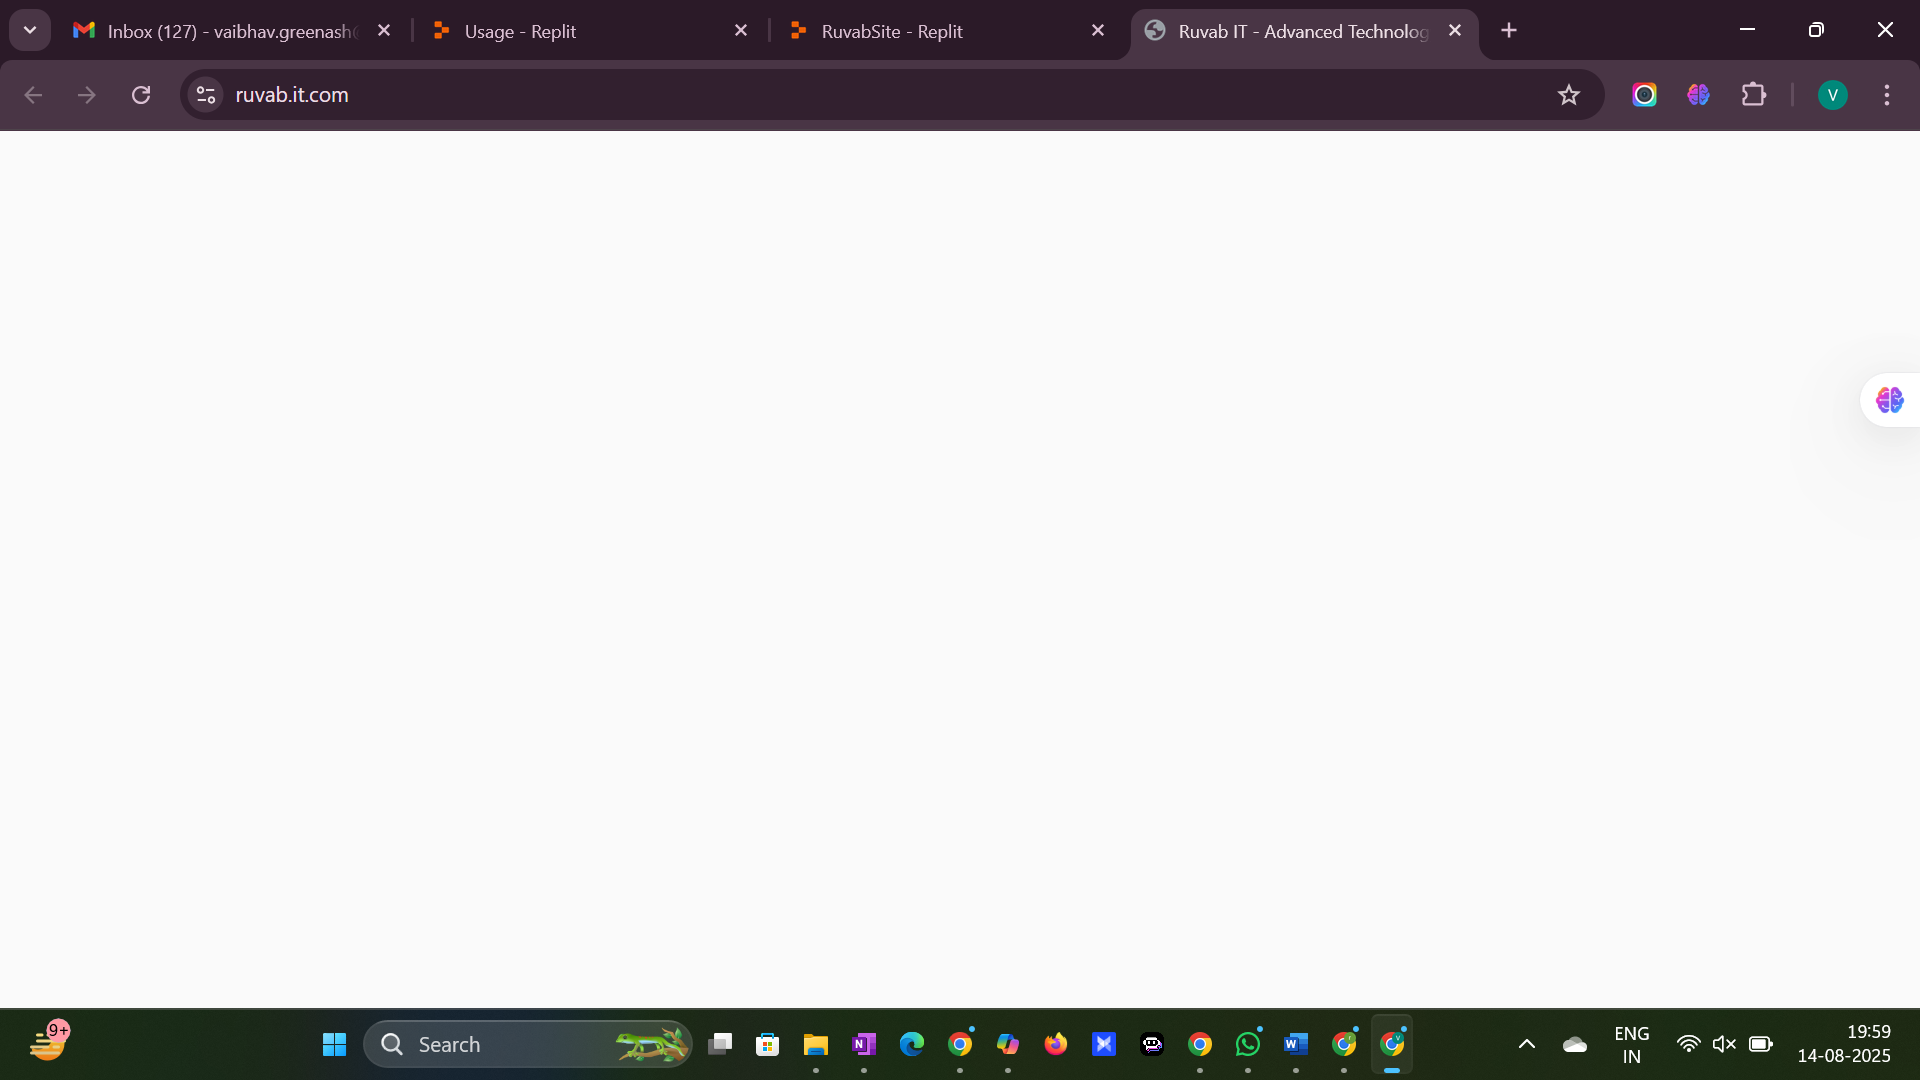 Inbox (127) - vaibhav.greenash@
Usage - Replit
RuvabSite - Replit
Ruvab IT - Advanced Technolog
ruvab.it.com
V
9+
Search
ENG
IN
19:59
14-08-2025